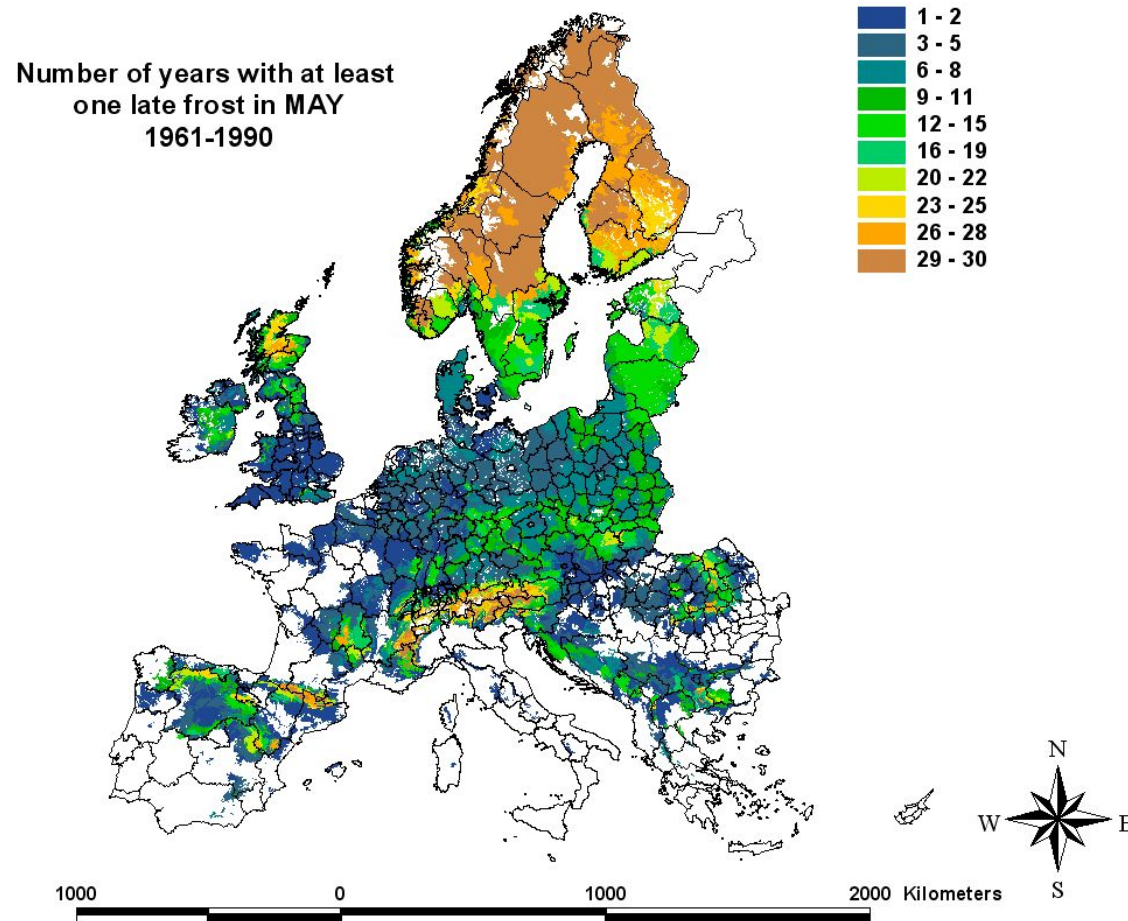 Number of years with at least
one late frost in MAY
1961-1990
1 - 2
3 - 5
6 - 8
9 - 11
12 - 15
16 - 19
20 - 22
23 - 25
26 - 28
29 - 30
N
W E
S
1000 0 1000 2000 Kilometers